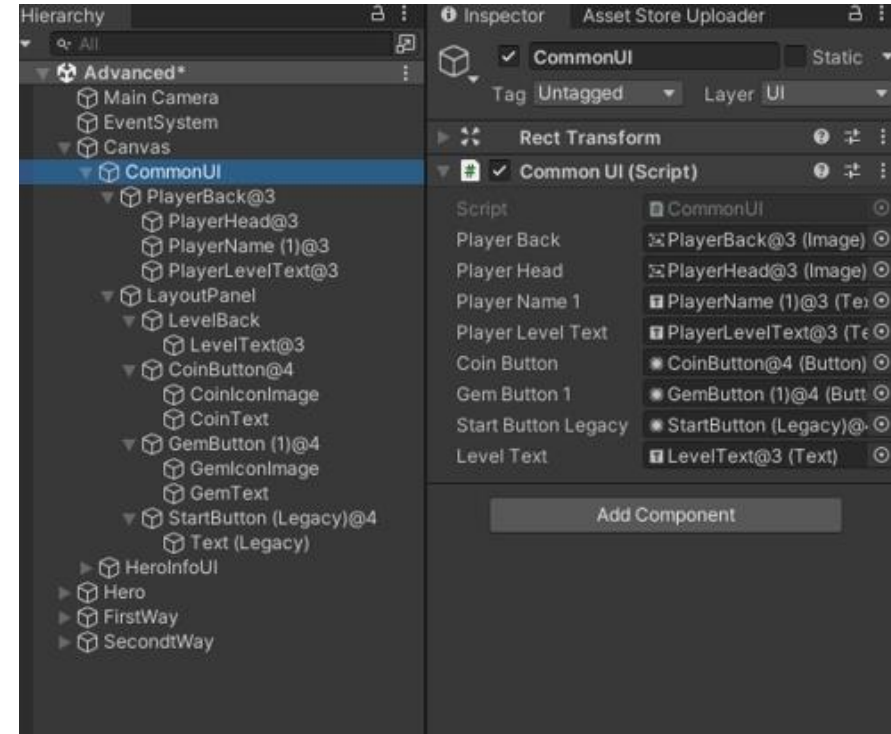 Hierarchy
All
Advanced*
Main Camera
EventSystem
Canvas
CommonUI
PlayerBack@3
PlayerHead@3
PlayerName (1)@3
PlayerLevelText@3
LayoutPanel
LevelBack
LevelText@3
CoinButton@4
CoinIconImage
CoinText
GemButton (1)@4
GemIconImage
GemText
StartButton (Legacy)@4
Text (Legacy)
HeroInfoUI
Hero
FirstWay
SecondtWay
Inspector Asset Store Uploader
CommonUI Static
Tag Untagged Layer UI
Rect Transform
# Common UI (Script)
Script CommonUI
Player Back PlayerBack@3 (Image)
Player Head PlayerHead@3 (Image)
Player Name 1 PlayerName (1)@3 (Tex
Player Level Text PlayerLevelText@3 (Te
Coin Button CoinButton@4 (Button)
Gem Button 1 GemButton (1)@4 (Butt
Start Button Legacy StartButton (Legacy)@
Level Text LevelText@3 (Text)
Add Component